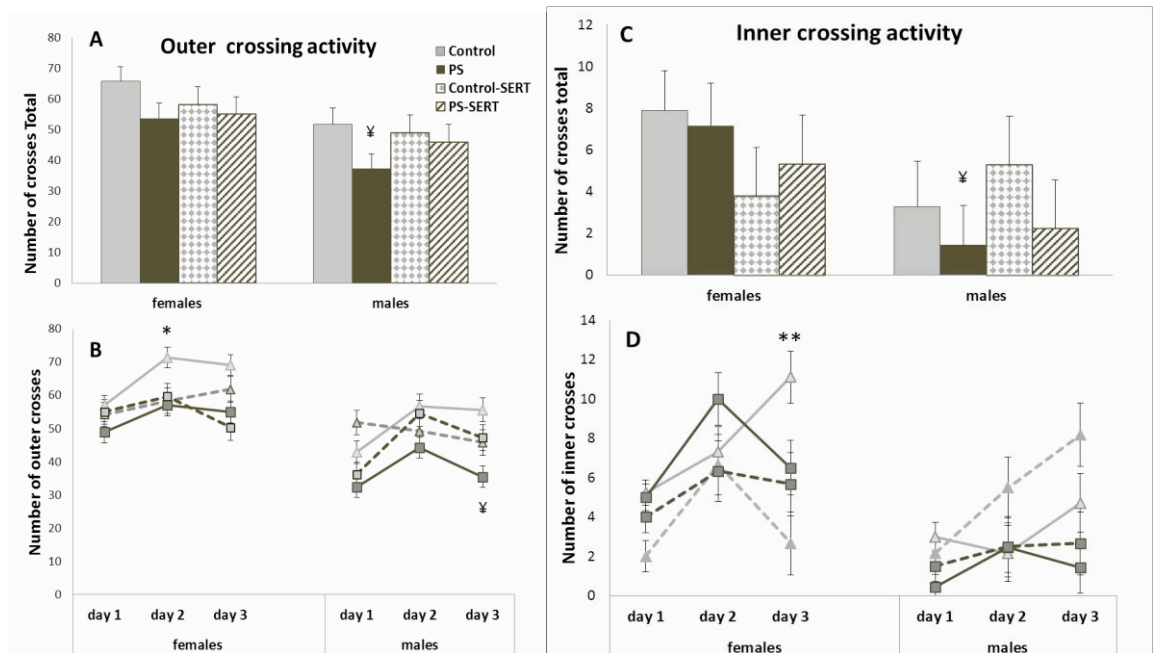 A
Outer crossing activity
Control
PS
Control-SERT
PS-SERT
Number of crosses Total
80
70
60
50
40
30
20
10
0
¥
females
males
B
Number of outer crosses
80
70
60
50
40
30
20
10
0
*
¥
day 1 day 2 day 3 day 1 day 2 day 3
females males
C
Inner crossing activity
Number of crosses total
12
10
8
6
4
2
0
¥
females
males
D
Number of inner crosses
14
12
10
8
6
4
2
0
**
day 1 day 2 day 3 day 1 day 2 day 3
females males